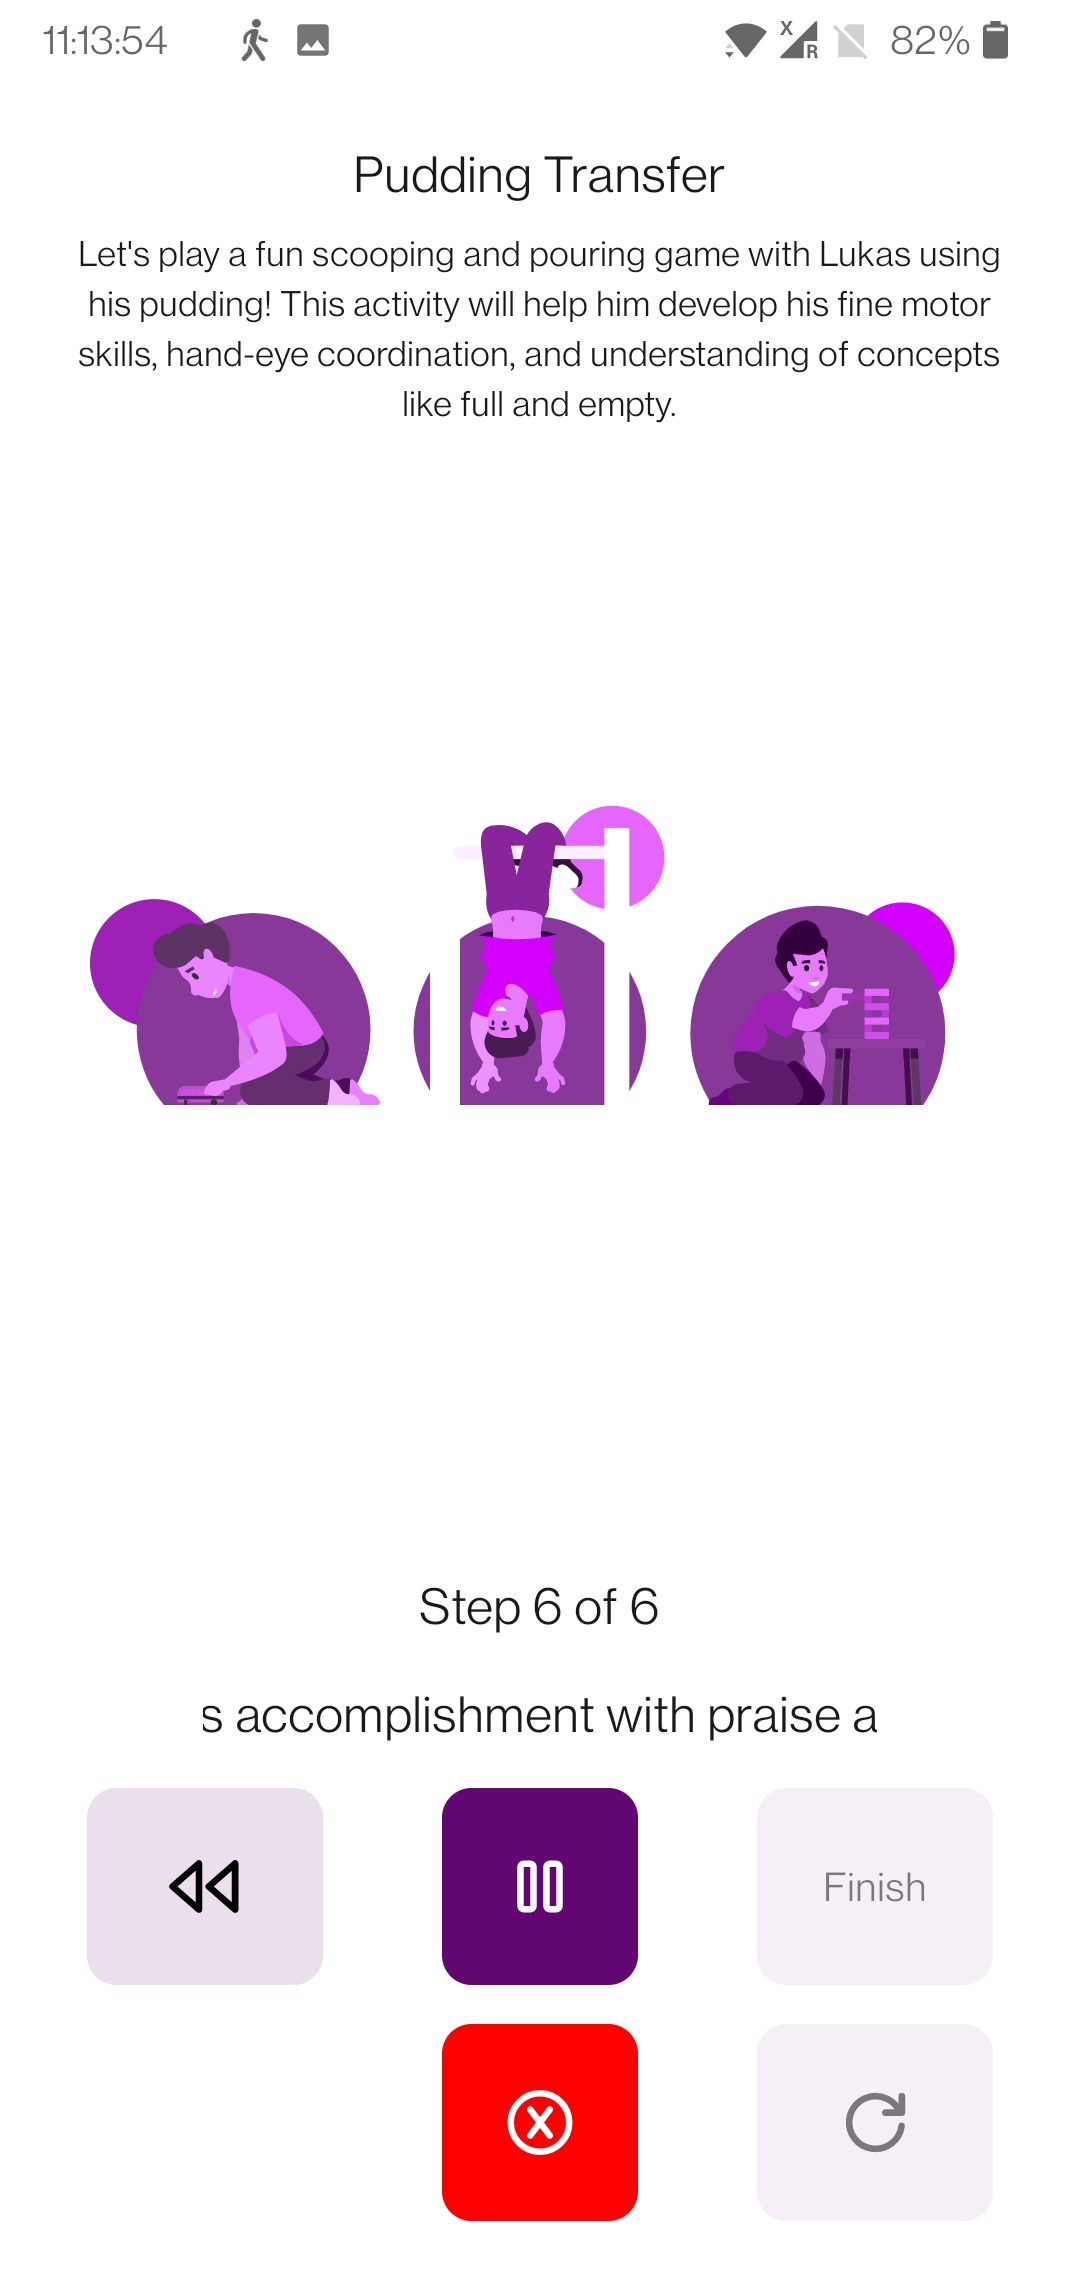 11:13:54
X
R
82%
Pudding Transfer
Let's play a fun scooping and pouring game with Lukas using
his pudding! This activity will help him develop his fine motor
skills, hand-eye coordination, and understanding of concepts
like full and empty.
Step 6 of 6
s accomplishment with praise a
Finish